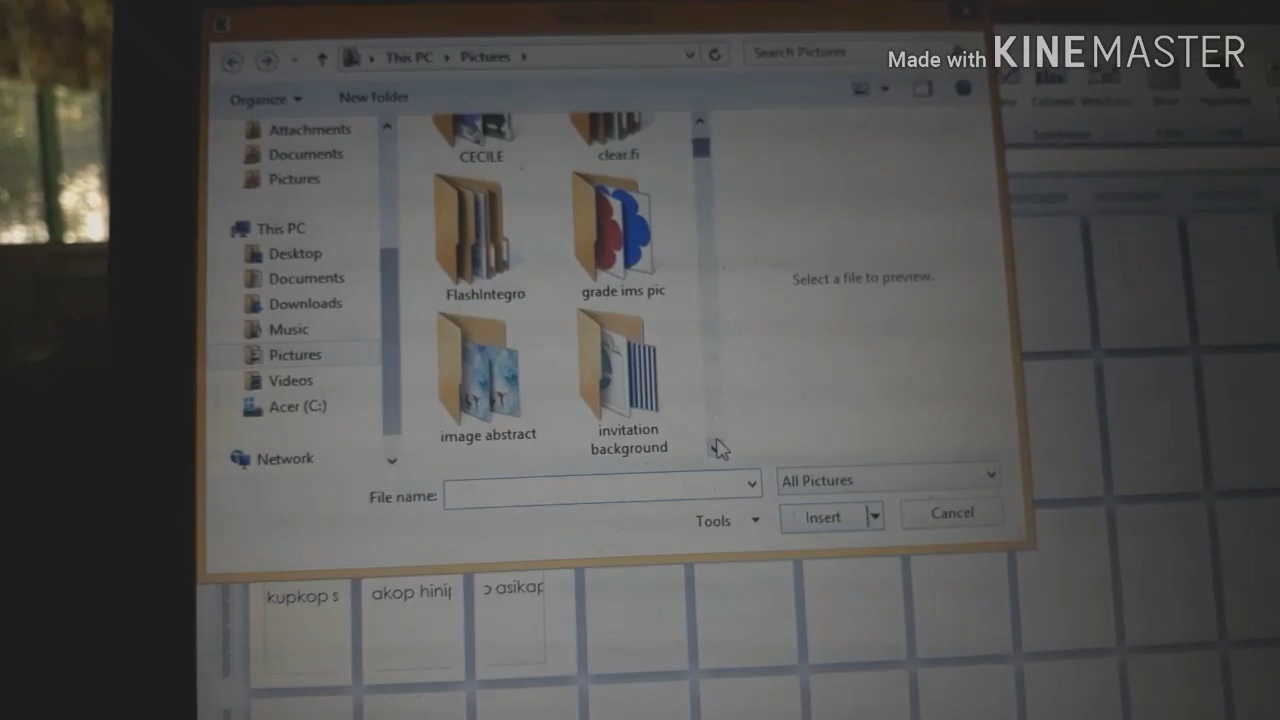 Made with KINEMASTER
This PC
Pictures
Search Pictures
Organize
New folder
Attachments
Documents
Pictures
This PC
Desktop
Documents
Downloads
Music
Pictures
Videos
Acer (C:)
Network
CECILE
clear.fi
FlashIntegro
grade ims pic
image abstract
invitation
background
Select a file to preview.
File name:
All Pictures
Tools
Insert
Cancel
kupkop s
akop hinip
o asikap